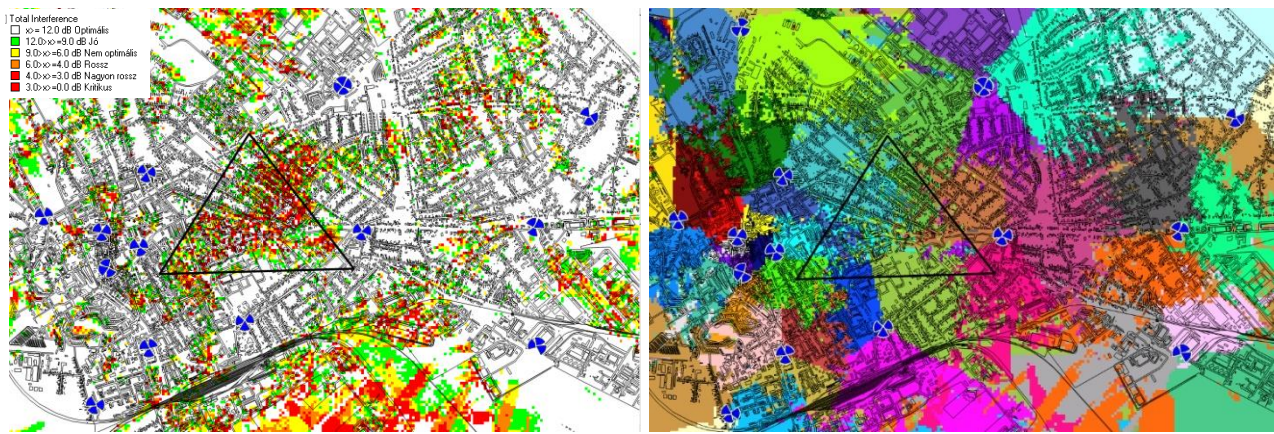 Total Interference
x>= 12.0 dB Optimális
12.0>x>=9.0 dB Jó
9.0>x>=6.0 dB Nem optimális
6.0>x>=4.0 dB Rossz
4.0>x>=3.0 dB Nagyon rossz
3.0>x>=0.0 dB Kritikus